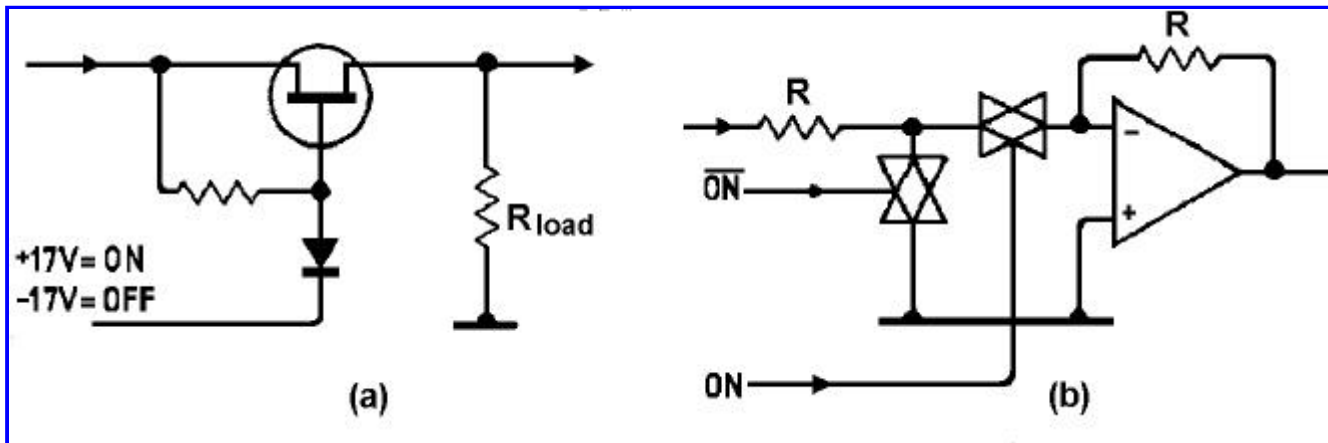 +17V= ON
-17V= OFF
R load
(a)
R
R
ON
ON
-
+
(b)